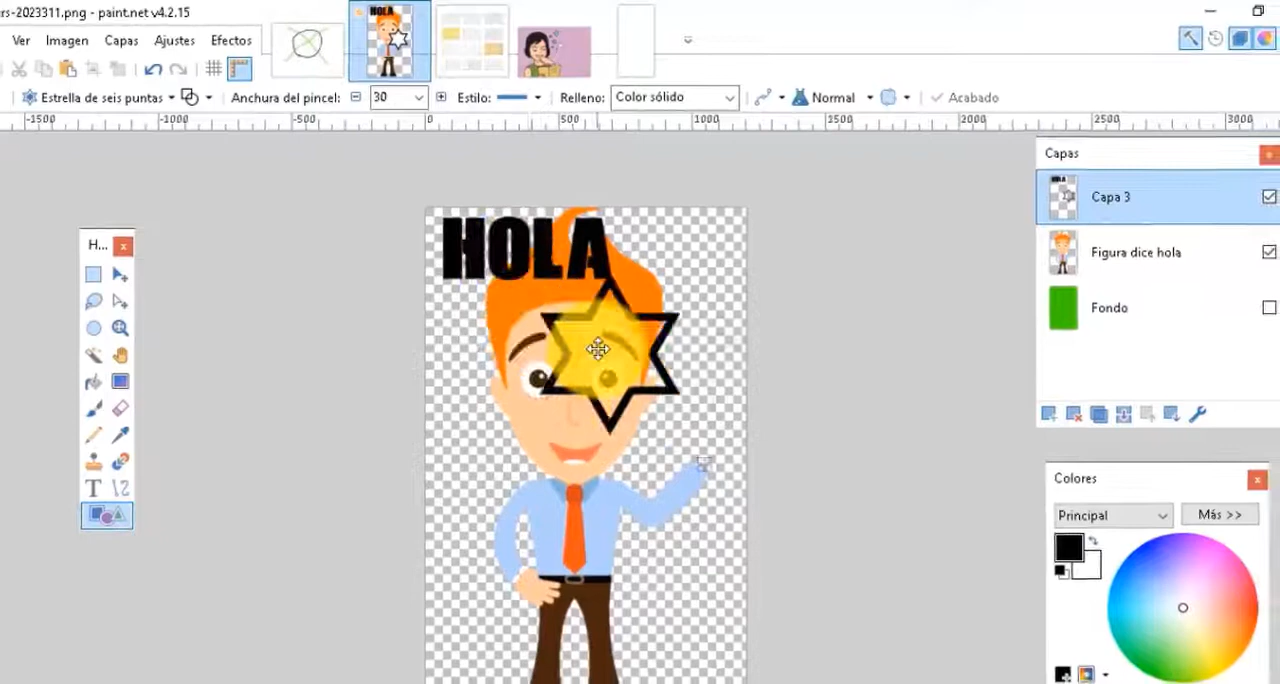 rs-2023311.png - paint.net v4.2.15
Ver Imagen Capas Ajustes Efectos
Estrella de seis puntas Anchura del pincel: 30 Estilo: Relleno: Color sólido Normal Acabado
-1500 -1000 -500 0 500 1000 1500 2000 2500 3000
Capas
Capa 3
Figura dice hola
Fondo
H...
HOLA
Colores
Principal Más >>